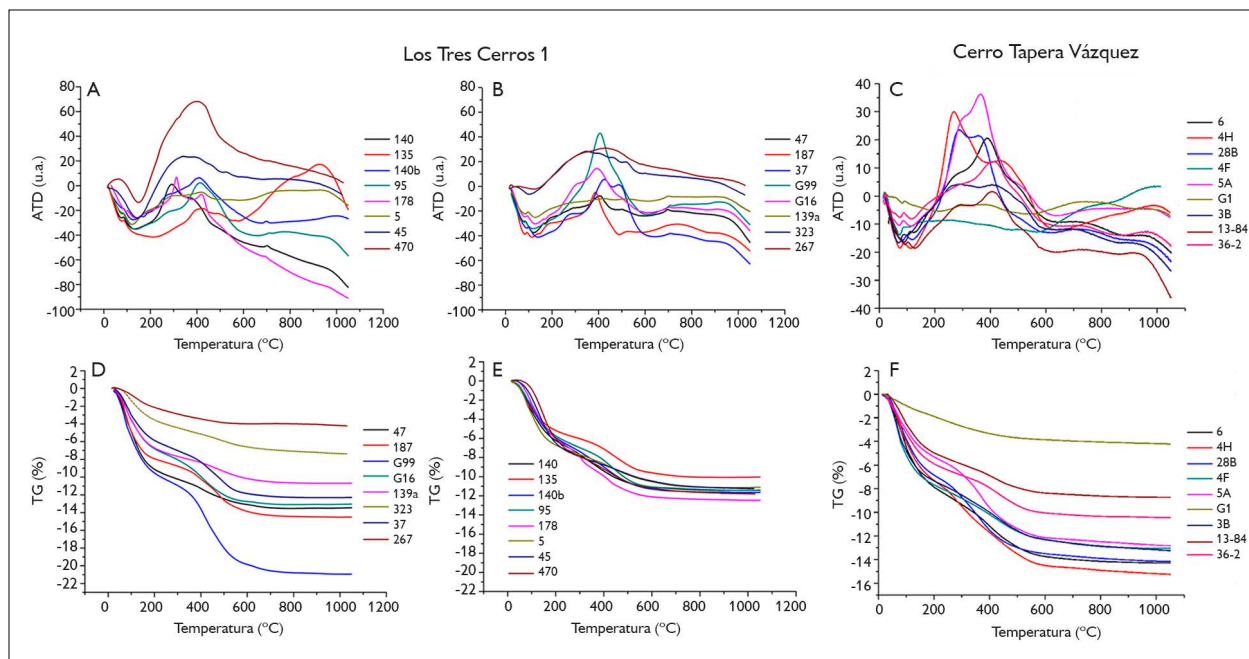 Los Tres Cerros 1
Cerro Tapera Vázquez
A
80
60
40
20
0
-20
-40
-60
-80
-100
ATD (u.a.)
0 200 400 600 800 1000 1200
Temperatura (°C)
140
135
140b
95
178
5
45
470
B
80
60
40
20
0
-20
-40
-60
-80
-100
ATD (u.a.)
0 200 400 600 800 1000 1200
Temperatura (°C)
47
187
37
G99
G16
139a
323
267
C
40
30
20
10
0
-10
-20
-30
-40
ATD (u.a.)
0 200 400 600 800 1000
Temperatura (°C)
6
4H
28B
4F
5A
G1
3B
13-84
36-2
D
2
0
-2
-4
-6
-8
-10
-12
-14
-16
-18
-20
-22
TG (%)
0 200 400 600 800 1000 1200
Temperatura (°C)
47
187
G99
G16
139a
323
37
267
E
2
0
-2
-4
-6
-8
-10
-12
-14
-16
-18
-20
-22
TG (%)
0 200 400 600 800 1000 1200
Temperatura (°C)
140
135
140b
95
178
5
45
470
F
2
0
-2
-4
-6
-8
-10
-12
-14
-16
TG (%)
0 200 400 600 800 1000
Temperatura (°C)
6
4H
28B
4F
5A
G1
3B
13-84
36-2